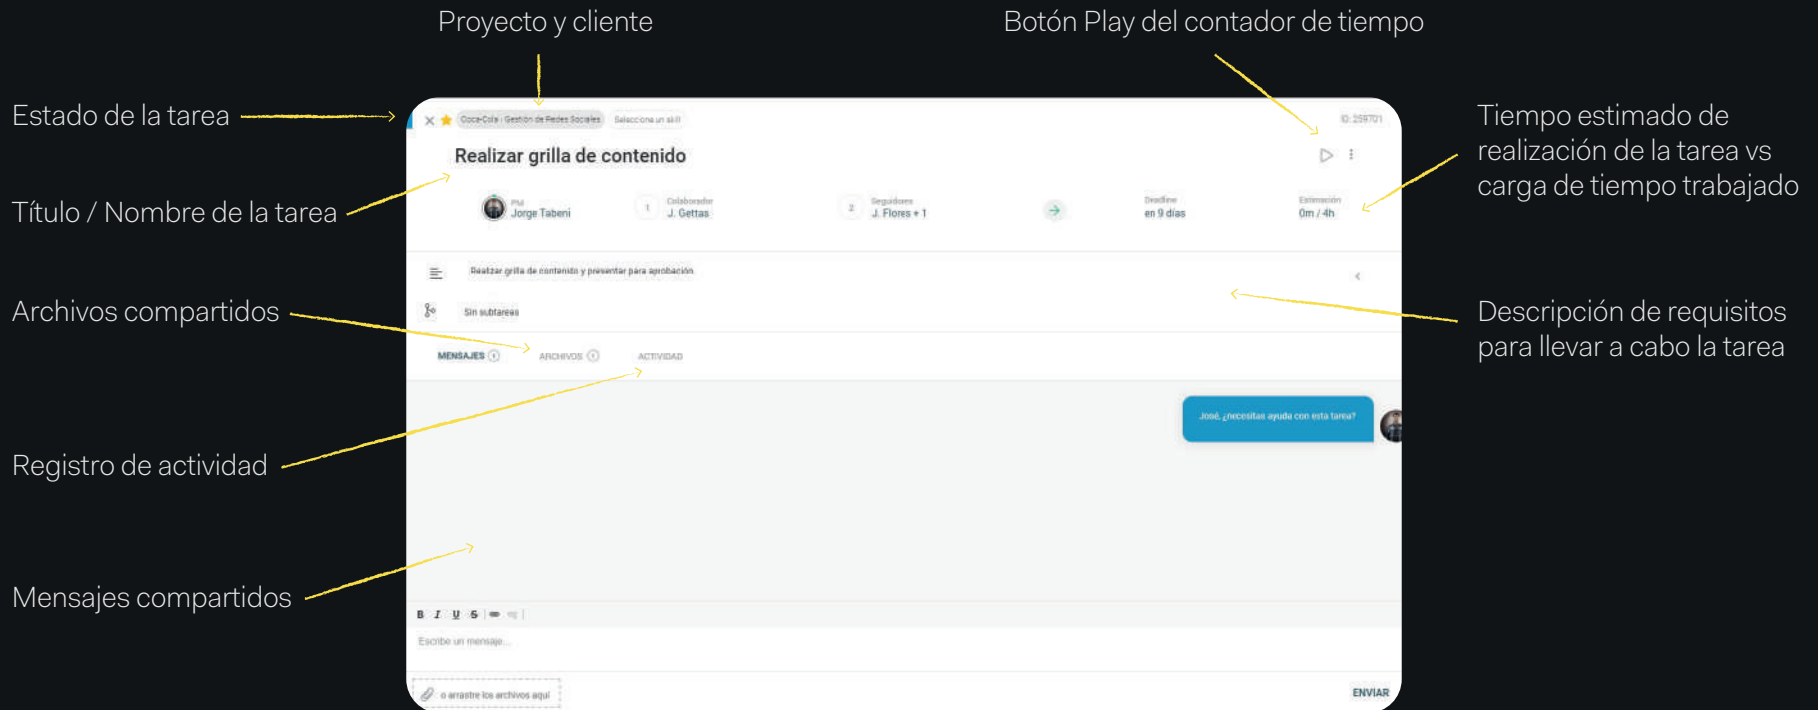 Proyecto y cliente
Botón Play del contador de tiempo
Estado de la tarea
Título / Nombre de la tarea
Archivos compartidos
Registro de actividad
Mensajes compartidos
Tiempo estimado de
realización de la tarea vs
carga de tiempo trabajado
Descripción de requisitos
para llevar a cabo la tarea
Coca-Cola | Gestión de Redes Sociales
Seleccione un skill
ID: 259701
Realizar grilla de contenido
PM
Jorge Tabeni
1
Colaborador
J. Gettas
2
Seguidores
J. Flores + 1
Deadline
en 9 días
Estimación
0m / 4h
Realizar grilla de contenido y presentar para aprobación.
Sin subtareas
MENSAJES 1
ARCHIVOS 1
ACTIVIDAD
José, ¿necesitas ayuda con esta tarea?
B I U S
Escribe un mensaje...
o arrastre los archivos aquí
ENVIAR